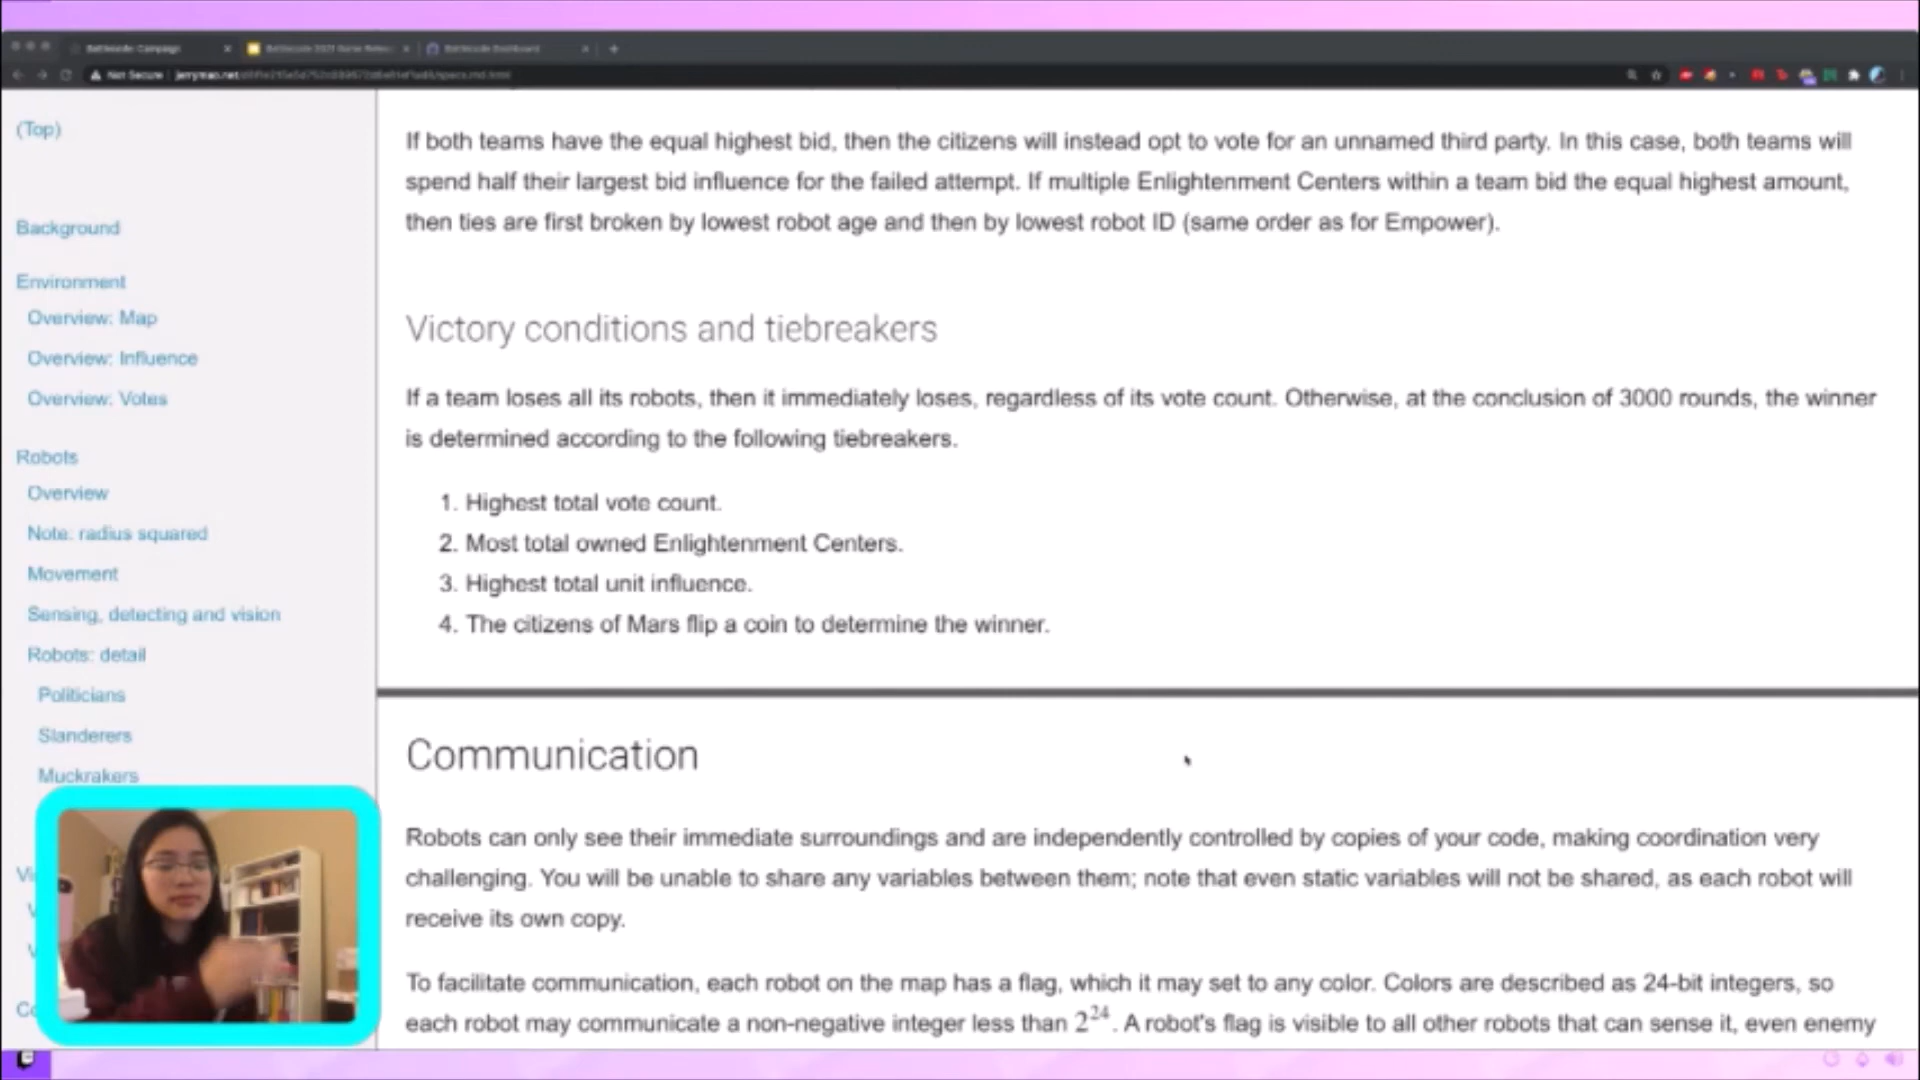 Battlecode: Campaign
Battlecode Dashboard
Not Secure
(Top)
Background
Environment
Overview: Map
Overview: Influence
Overview: Votes
Robots
Overview
Note: radius squared
Movement
Sensing, detecting and vision
Robots: detail
Politicians
Slanderers
Muckrakers
If both teams have the equal highest bid, then the citizens will instead opt to vote for an unnamed third party. In this case, both teams will
spend half their largest bid influence for the failed attempt. If multiple Enlightenment Centers within a team bid the equal highest amount,
then ties are first broken by lowest robot age and then by lowest robot ID (same order as for Empower).
Victory conditions and tiebreakers
If a team loses all its robots, then it immediately loses, regardless of its vote count. Otherwise, at the conclusion of 3000 rounds, the winner
is determined according to the following tiebreakers.
1. Highest total vote count.
2. Most total owned Enlightenment Centers.
3. Highest total unit influence.
4. The citizens of Mars flip a coin to determine the winner.
Communication
Robots can only see their immediate surroundings and are independently controlled by copies of your code, making coordination very
challenging. You will be unable to share any variables between them; note that even static variables will not be shared, as each robot will
receive its own copy.
To facilitate communication, each robot on the map has a flag, which it may set to any color. Colors are described as 24-bit integers, so
each robot may communicate a non-negative integer less than 2²⁴. A robot's flag is visible to all other robots that can sense it, even enemy